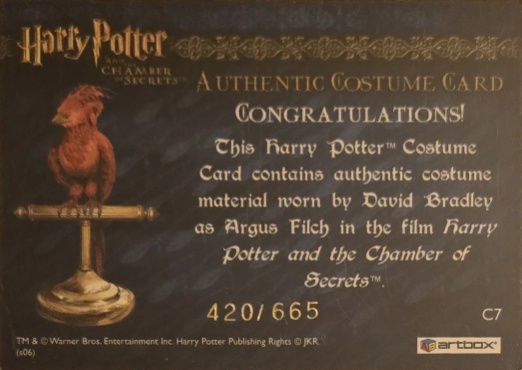 Harry Potter
AND THE
CHAMBER
OF SECRETS™
AUTHENTIC COSTUME CARD
CONGRATULATIONS!
This Harry Potter™ Costume
Card contains authentic costume
material worn by David Bradley
as Argus Filch in the film Harry
Potter and the Chamber of
Secrets™.
420/665
C7
TM & © Warner Bros. Entertainment Inc. Harry Potter Publishing Rights © JKR.
(s06)
artbox